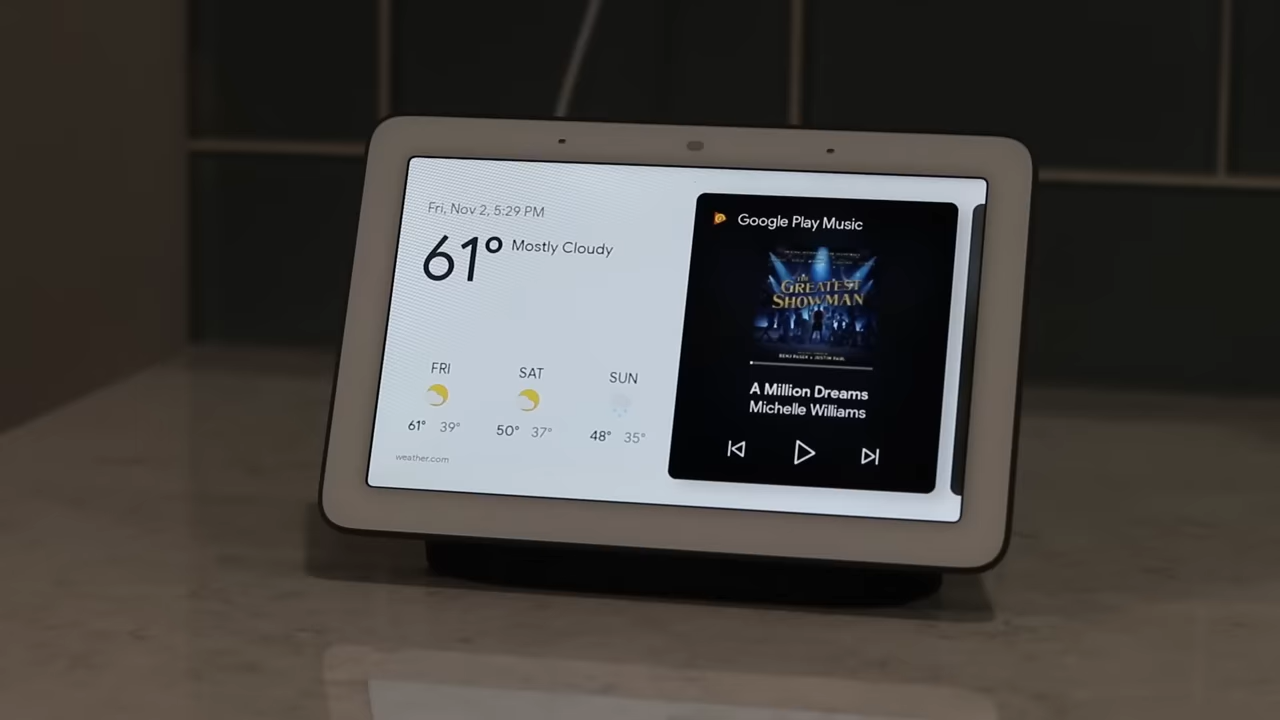 Fri, Nov 2, 5:29 PM
61° Mostly Cloudy
FRI SAT SUN
61° 39° 50° 37° 48° 35°
weather.com
Google Play Music
THE
GREATEST
SHOWMAN
A Million Dreams
Michelle Williams